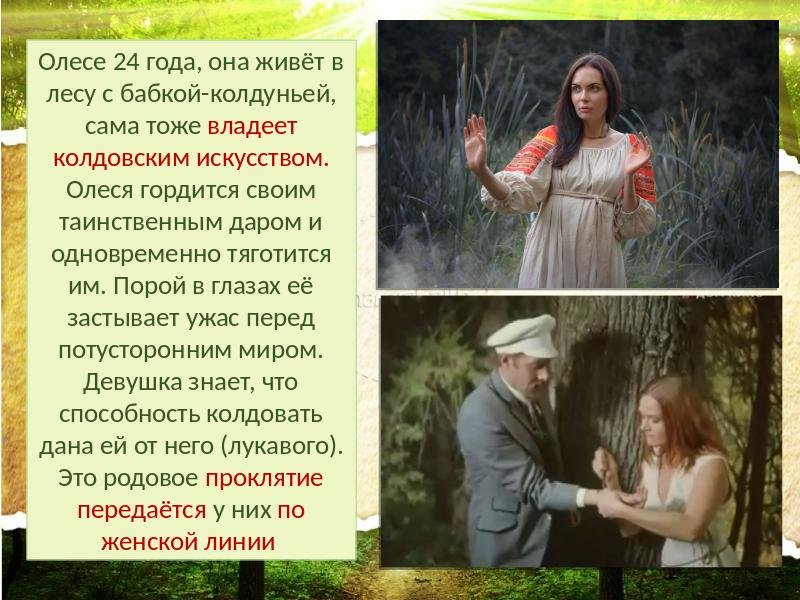 Олесе 24 года, она живёт в
лесу с бабкой-колдуньей,
сама тоже владеет
колдовским искусством.
Олеся гордится своим
таинственным даром и
одновременно тяготится
им. Порой в глазах её
застывает ужас перед
потусторонним миром.
Девушка знает, что
способность колдовать
дана ей от него (лукавого).
Это родовое проклятие
передаётся у них по
женской линии